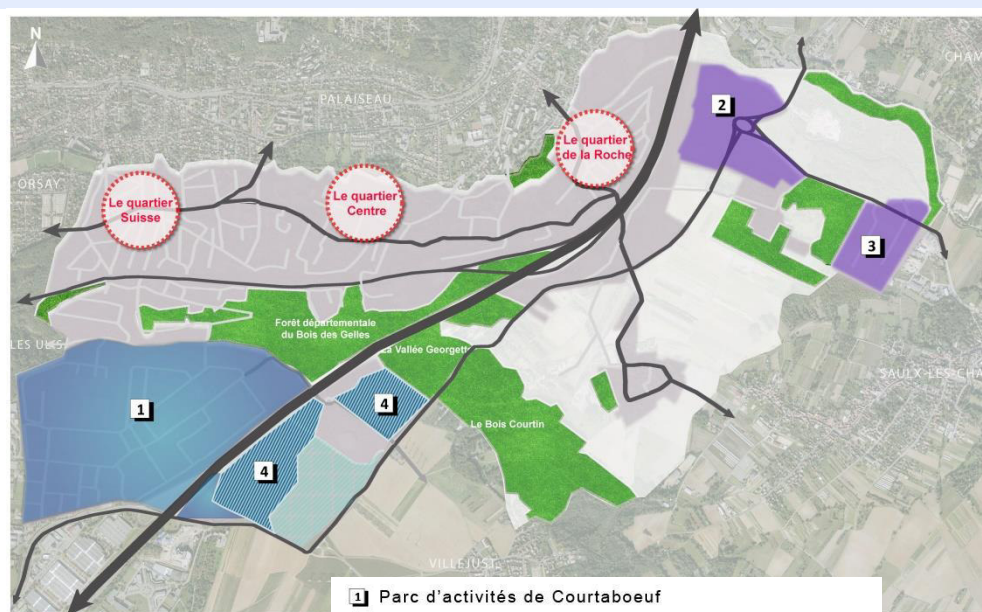 N
CHAM
PALAISEAU
2
Le quartier
de la Roche
ORSAY
Le quartier
Suisse
Le quartier
Centre
3
Forêt départementale
du Bois des Gelles
La Vallée Georgett
LES ULIS
SAULX-LES-CHA
1
4
Le Bois Courtin
4
VILLEJUST
1 Parc d'activités de Courtaboeuf